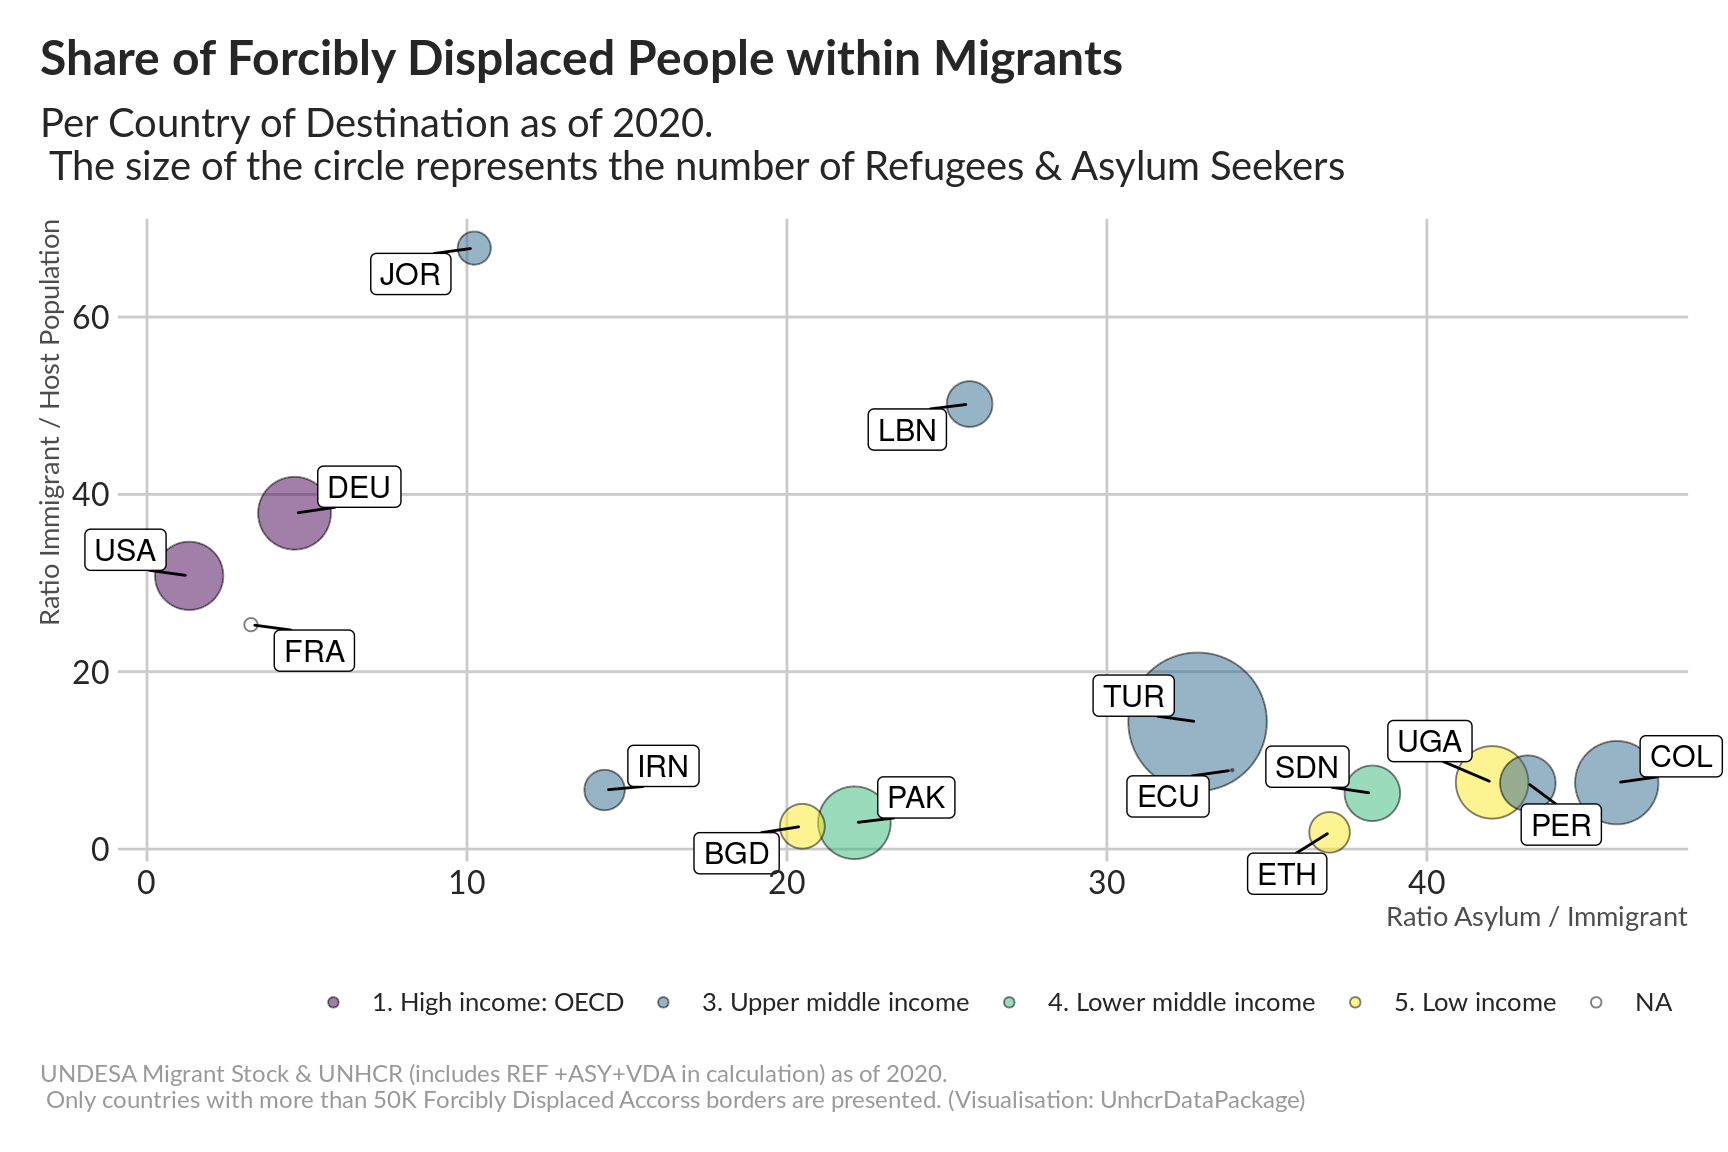 Share of Forcibly Displaced People within Migrants
Per Country of Destination as of 2020.
The size of the circle represents the number of Refugees & Asylum Seekers
Ratio Immigrant / Host Population
60
40
20
0
JOR
LBN
DEU
USA
FRA
TUR
UGA
COL
IRN
SDN
PAK
ECU
PER
BGD
ETH
0
10
20
30
40
Ratio Asylum / Immigrant
1. High income: OECD
3. Upper middle income
4. Lower middle income
5. Low income
NA
UNDESA Migrant Stock & UNHCR (includes REF +ASY+VDA in calculation) as of 2020.
Only countries with more than 50K Forcibly Displaced Accorss borders are presented. (Visualisation: UnhcrDataPackage)